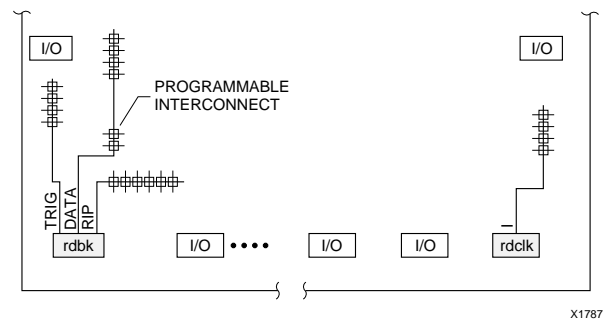 I/O
I/O
PROGRAMMABLE
INTERCONNECT
TRIG
DATA
RIP
I
rdbk
I/O
I/O
I/O
rdclk
X1787